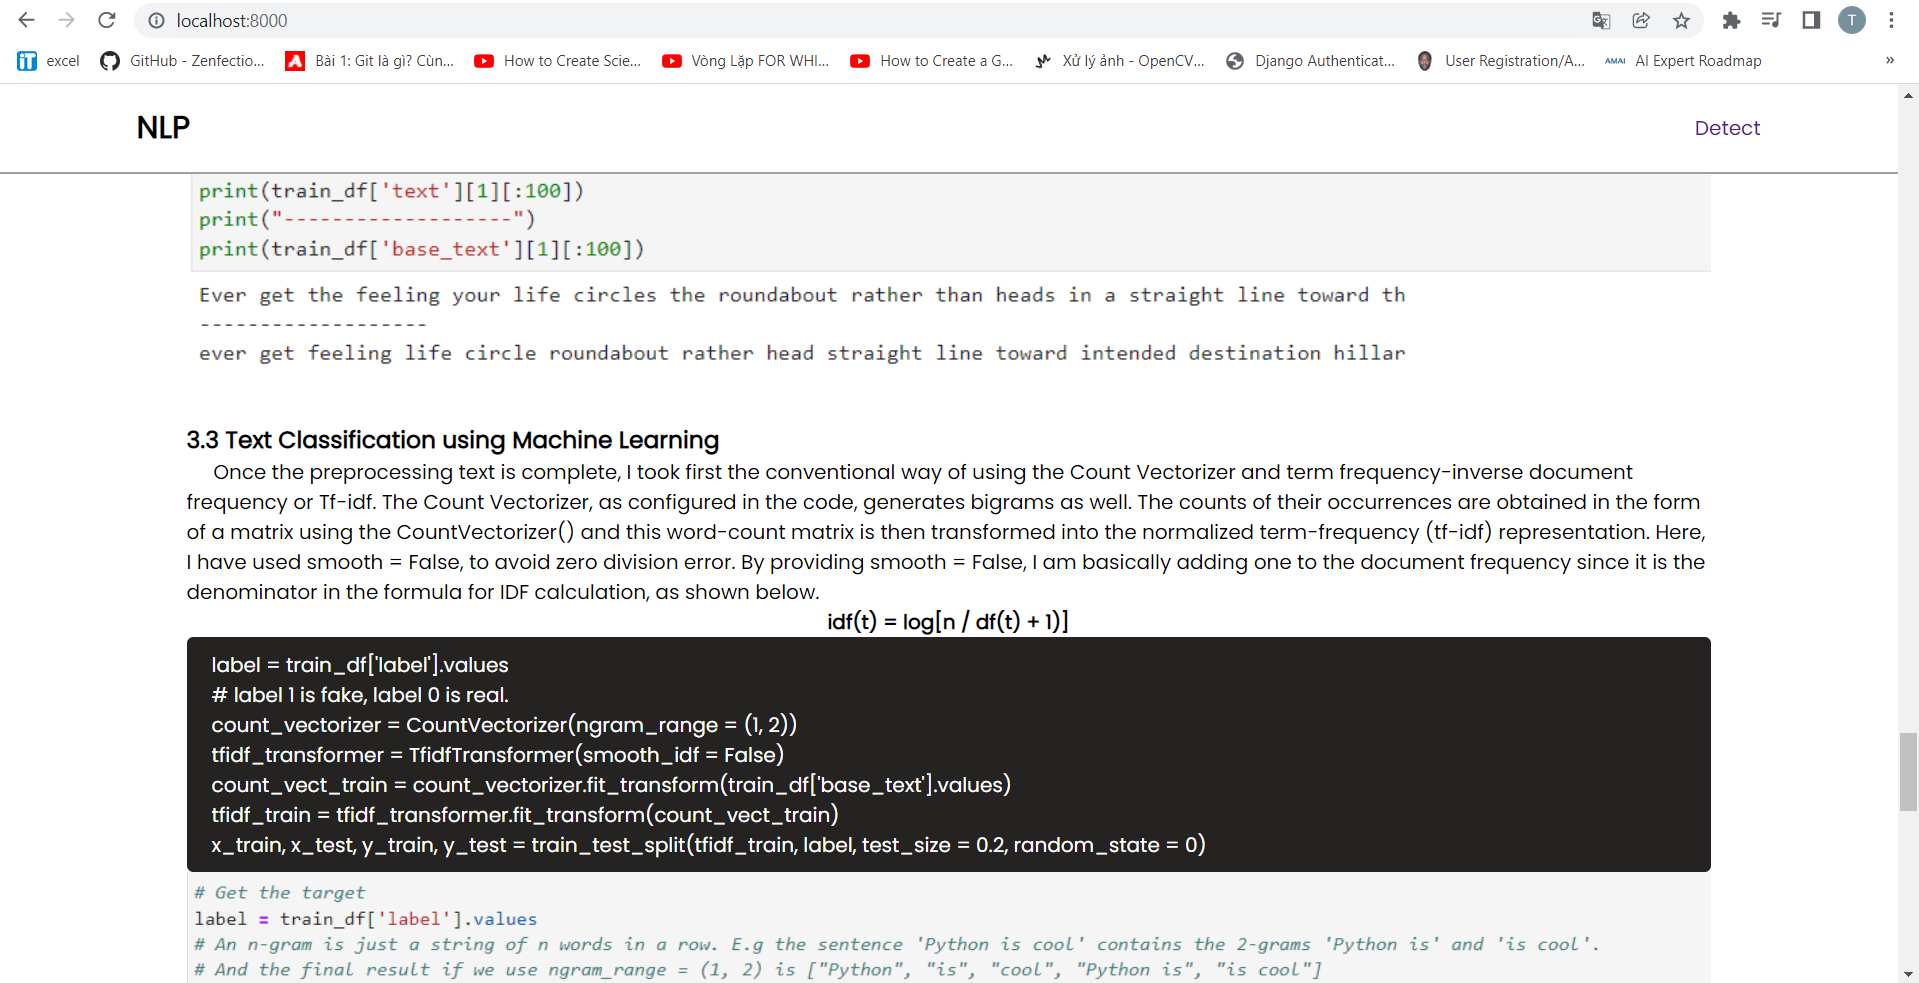 localhost:8000
T
excel
GitHub - Zenfectio...
Bài 1: Git là gì? Cùn...
How to Create Scie...
Vòng Lặp FOR WHI...
How to Create a G...
Xử lý ảnh - OpenCV...
Django Authenticat...
User Registration/A...
AMAI AI Expert Roadmap
»
NLP
Detect
print(train_df['text'][1][:100])
print("-------------------")
print(train_df['base_text'][1][:100])
Ever get the feeling your life circles the roundabout rather than heads in a straight line toward th
-------------------
ever get feeling life circle roundabout rather head straight line toward intended destination hillar
3.3 Text Classification using Machine Learning
Once the preprocessing text is complete, I took first the conventional way of using the Count Vectorizer and term frequency-inverse document
frequency or Tf-idf. The Count Vectorizer, as configured in the code, generates bigrams as well. The counts of their occurrences are obtained in the form
of a matrix using the CountVectorizer() and this word-count matrix is then transformed into the normalized term-frequency (tf-idf) representation. Here,
I have used smooth = False, to avoid zero division error. By providing smooth = False, I am basically adding one to the document frequency since it is the
denominator in the formula for IDF calculation, as shown below.
idf(t) = log[n / df(t) + 1)]
label = train_df['label'].values
# label 1 is fake, label 0 is real.
count_vectorizer = CountVectorizer(ngram_range = (1, 2))
tfidf_transformer = TfidfTransformer(smooth_idf = False)
count_vect_train = count_vectorizer.fit_transform(train_df['base_text'].values)
tfidf_train = tfidf_transformer.fit_transform(count_vect_train)
x_train, x_test, y_train, y_test = train_test_split(tfidf_train, label, test_size = 0.2, random_state = 0)
# Get the target
label = train_df['label'].values
# An n-gram is just a string of n words in a row. E.g the sentence 'Python is cool' contains the 2-grams 'Python is' and 'is cool'.
# And the final result if we use ngram_range = (1, 2) is ["Python", "is", "cool", "Python is", "is cool"]